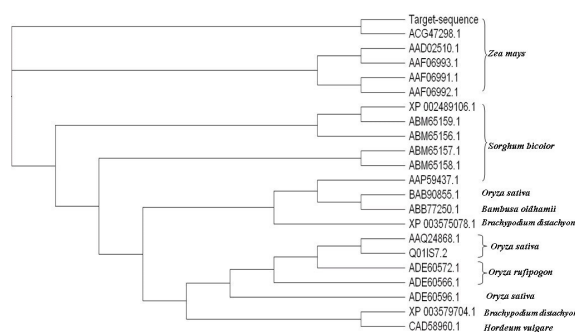 Target-sequence
ACG47298.1
AAD02510.1
Zea mays
AAF06993.1
AAF06991.1
AAF06992.1
XP 002489106.1
ABM65159.1
ABM65156.1
Sorghum bicolor
ABM65157.1
ABM65158.1
AAP59437.1
BAB90855.1 Oryza sativa
ABB77250.1 Bambusa oldhamii
XP 003575078.1 Brachypodium distachyon
AAQ24868.1
Oryza sativa
Q01IS7.2
ADE60572.1
Oryza rufipogon
ADE60566.1
ADE60596.1 Oryza sativa
XP 003579704.1 Brachypodium distachyon
CAD58960.1 Hordeum vulgare